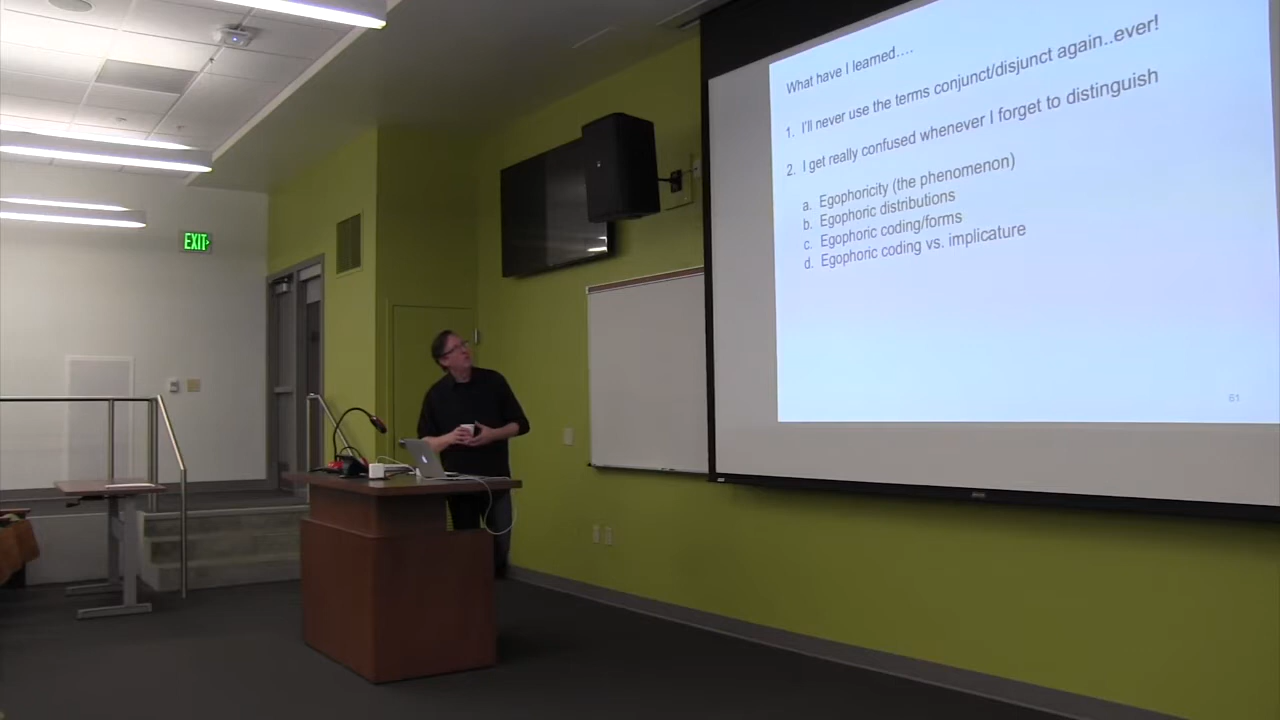 EXIT
What have I learned….
1. I'll never use the terms conjunct/disjunct again..ever!
2. I get really confused whenever I forget to distinguish
a. Egophoricity (the phenomenon)
b. Egophoric distributions
c. Egophoric coding/forms
d. Egophoric coding vs. implicature
61